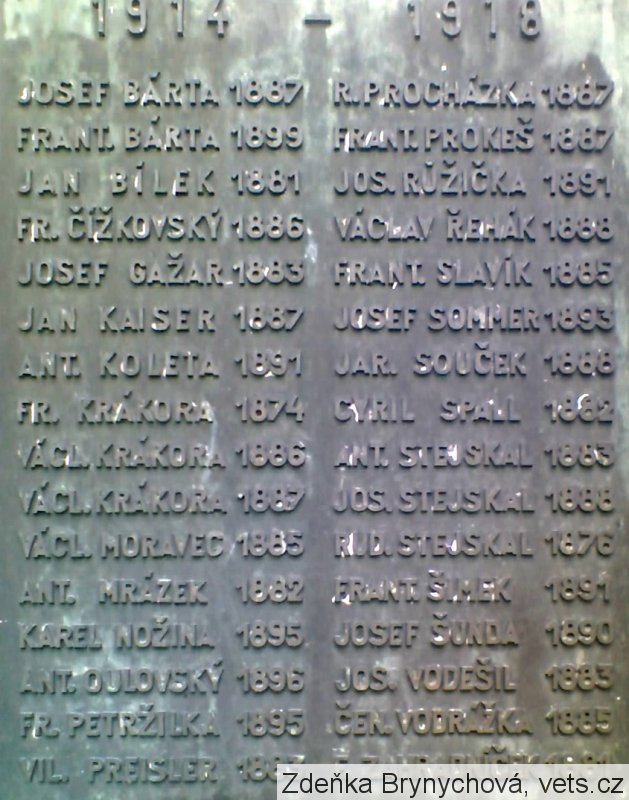 1914 – 1918
JOSEF BÁRTA 1887
FRANT. BÁRTA 1899
JAN BÍLEK 1881
FR. ČÍŽKOVSKÝ 1886
JOSEF GAŽAR 1883
JAN KAISER 1887
ANT. KOLETA 1891
FR. KRÁKORA 1874
VÁCL. KRÁKORA 1886
VÁCL. KRÁKORA 1887
VÁCL. MORAVEC 1885
ANT. MRÁZEK 1882
KAREL NOŽINA 1895
ANT. OULOVSKÝ 1896
FR. PETRŽILKA 1895
VIL. PREISLER
R. PROCHÁZKA 1887
FRANT. PROKEŠ 1887
JOS. RŮŽIČKA 1891
VÁCLAV ŘEHÁK 1888
FRANT. SLAVÍK 1885
JOSEF SOMMER 1893
JAR. SOUČEK 1888
CYRIL SPALL 1882
ANT. STEJSKAL 1883
JOS. STEJSKAL 1888
RUD. STEJSKAL 1876
FRANT. ŠIMEK 1891
JOSEF ŠUNDA 1890
JOS. VODĚŠIL 1883
ČEN. VODRÁŽKA 1885
Zdeňka Brynychová, vets.cz